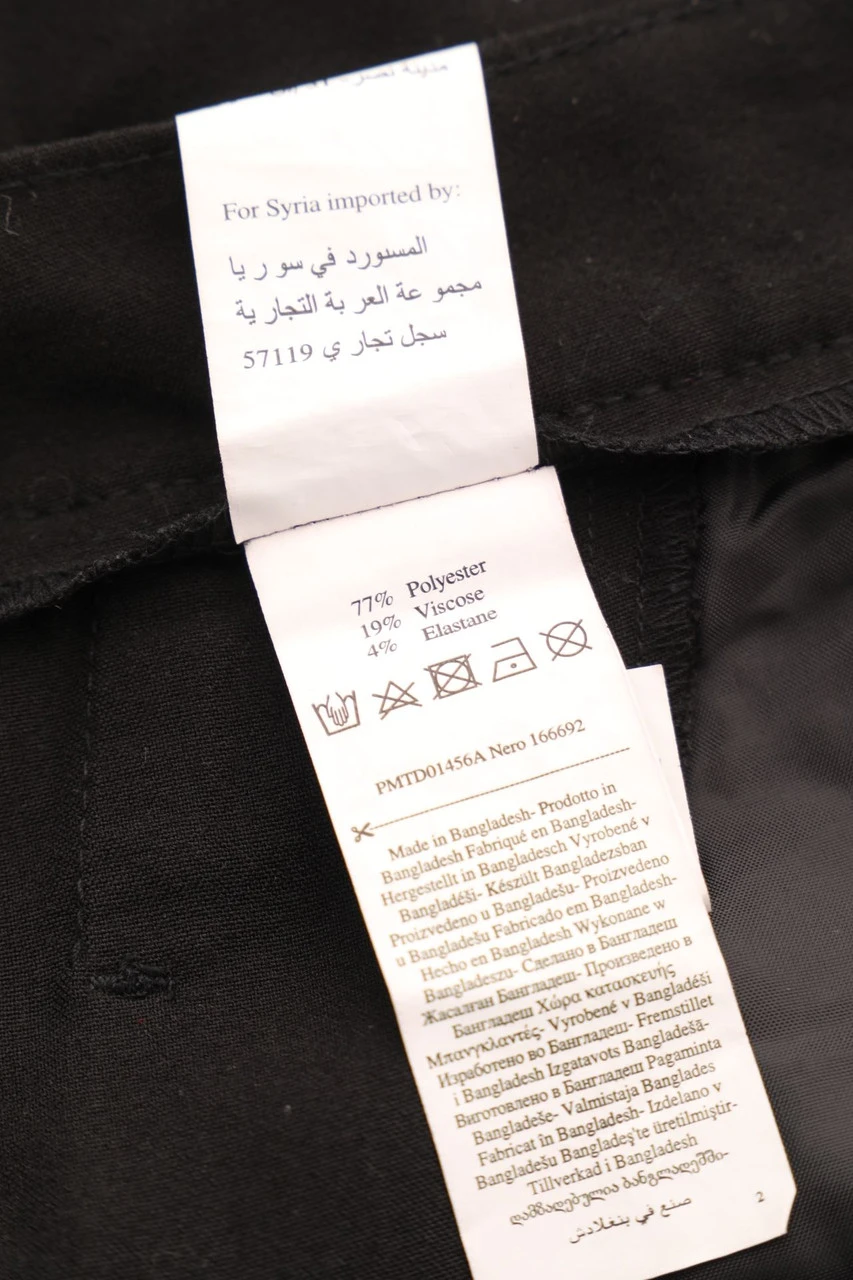 For Syria imported by:
المستورد في سو ر يا
مجمو عة العر بة التجار ية
سجل تجار ي 57119
77% Polyester
19% Viscose
4% Elastane
PMTD01456A Nero 166692
Made in Bangladesh- Prodotto in
Bangladesh Fabriqué en Bangladesh-
Hergestellt in Bangladesch Vyrobené v
Bangladéši- Készült Bangladezsban
Proizvedeno u Bangladešu- Proizvedeno
u Bangladešu Fabricado em Bangladesh-
Hecho en Bangladesh Wykonane w
Bangladeszu- Сделано в Бангладеш
Жасалган Бангладеш- Произведено в
Бангладеш Χώρα κατασκευής
Μπανγκλαντές- Vyrobené v Bangladéši
Изработено во Бангладеш- Fremstillet
i Bangladesh Izgatavots Bangladešā-
Виготовлено в Бангладеш Pagaminta
Bangladeše- Valmistaja Banglades
Fabricat în Bangladesh- Izdelano v
Bangladešu Bangladeş'te üretilmiştir-
Tillverkad i Bangladesh
დამზადებულია ბანგლადეშში-
صنع في بنغلادش
2